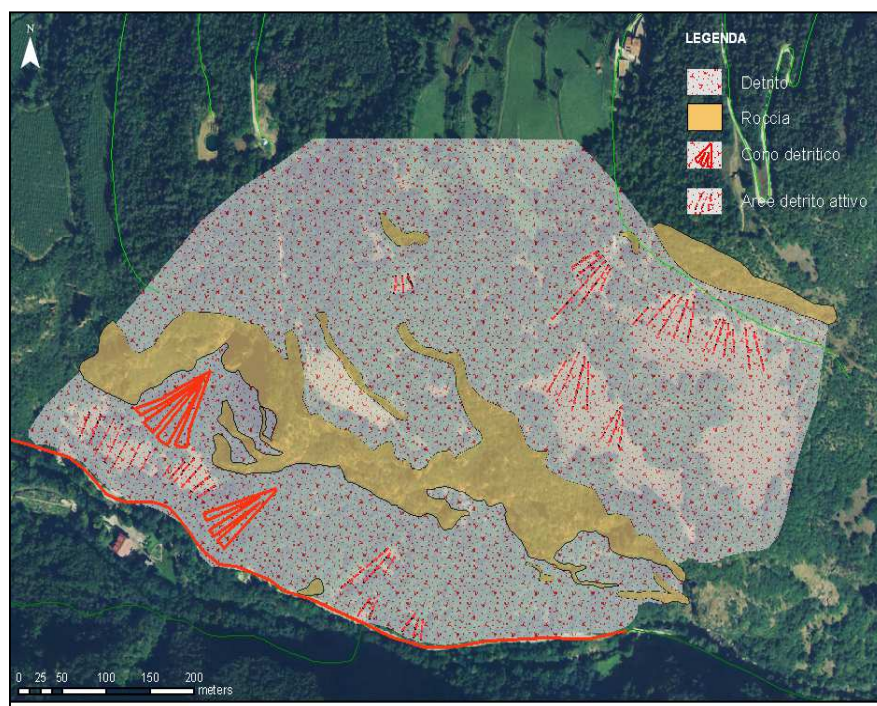 N
LEGENDA
Detrito
Roccia
Cono detritico
Aree detrito attivo
0 25 50 100 150 200
meters